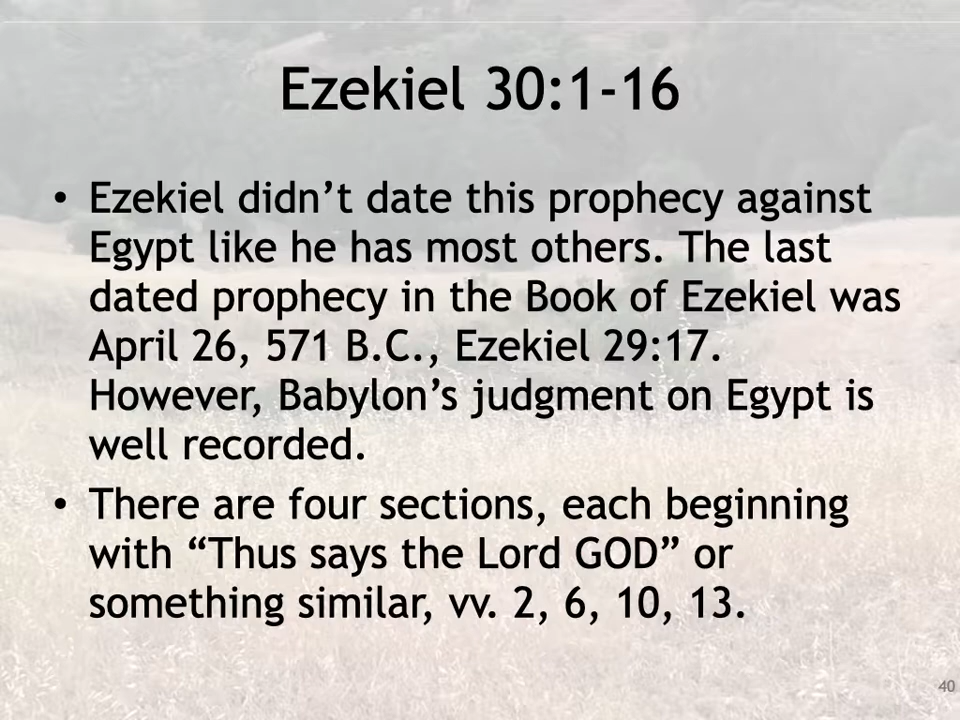 Ezekiel 30:1-16
• Ezekiel didn’t date this prophecy against
Egypt like he has most others. The last
dated prophecy in the Book of Ezekiel was
April 26, 571 B.C., Ezekiel 29:17.
However, Babylon’s judgment on Egypt is
well recorded.
• There are four sections, each beginning
with “Thus says the Lord GOD” or
something similar, vv. 2, 6, 10, 13.
40